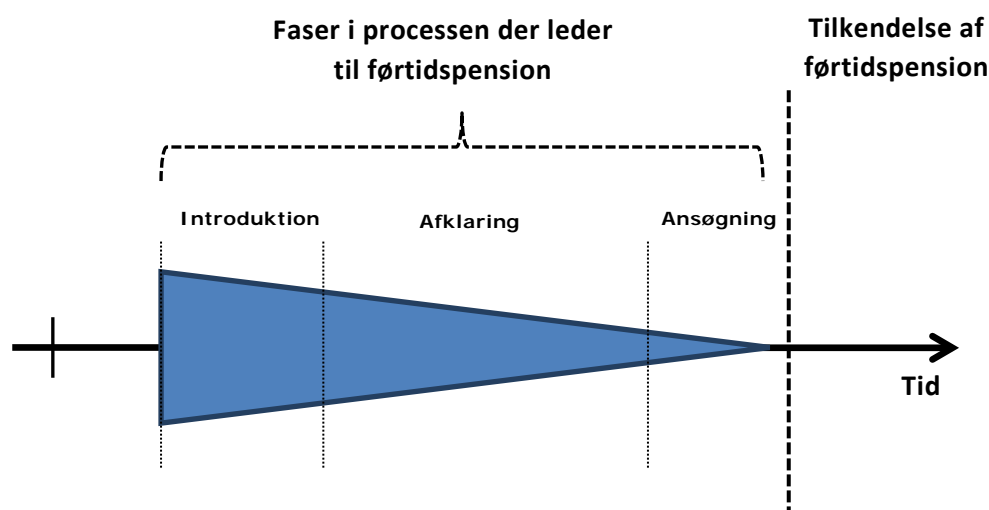 Faser i processen der leder
til førtidspension
Tilkendelse af
førtidspension
Introduktion
Afklaring
Ansøgning
Tid